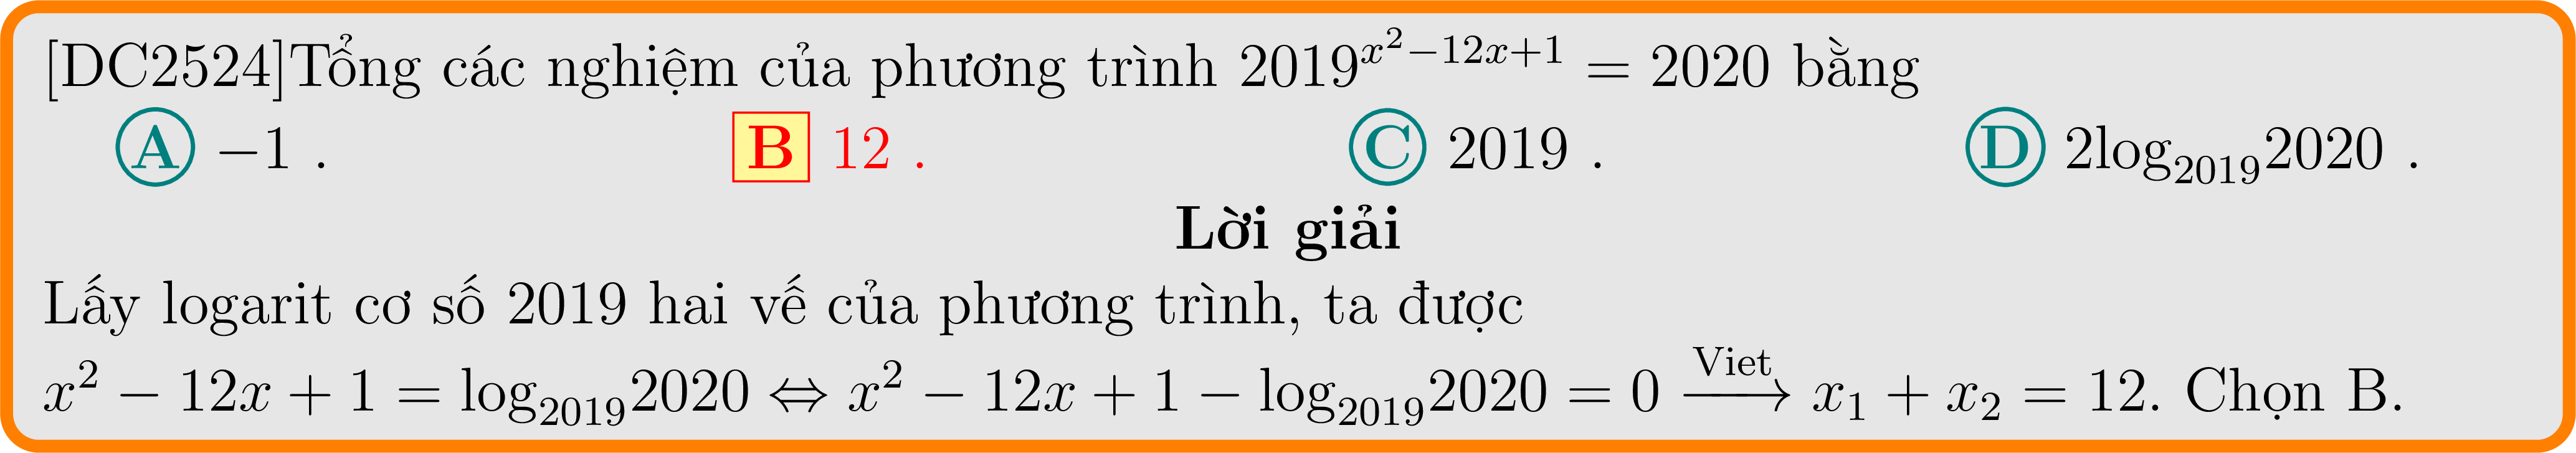 [DC2524]Tổng các nghiệm của phương trình $2019^{x^2-12x+1} = 2020$ bằng
A −1 . B 12 . C 2019 . D $2\log_{2019}2020$ .
Lời giải
Lấy logarit cơ số 2019 hai vế của phương trình, ta được
$x^2 - 12x + 1 = \log_{2019}2020 \Leftrightarrow x^2 - 12x + 1 - \log_{2019}2020 = 0 \xrightarrow{\text{Viet}} x_1 + x_2 = 12$. Chọn B.